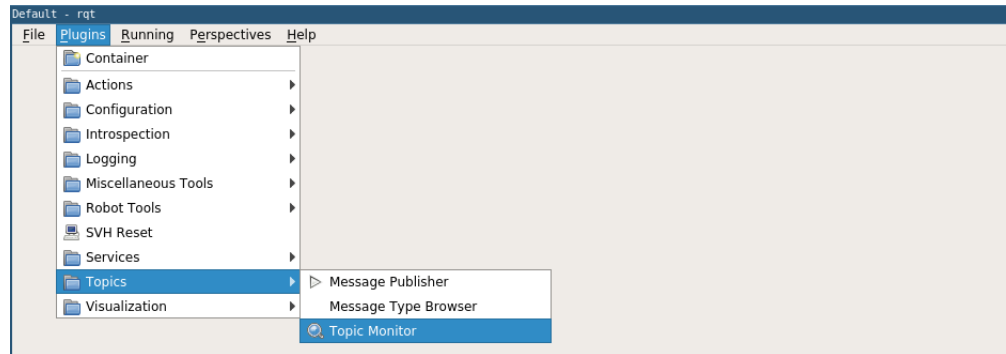 Default - rqt
File Plugins Running Perspectives Help
Container
Actions
Configuration
Introspection
Logging
Miscellaneous Tools
Robot Tools
SVH Reset
Services
Topics
Visualization
Message Publisher
Message Type Browser
Topic Monitor